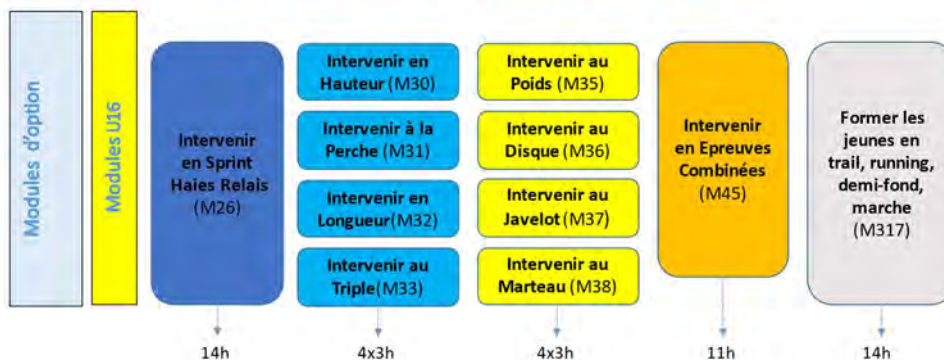 Modules d'option
Modules U16
Intervenir
en Sprint
Haies Relais
(M26)
Intervenir en
Hauteur (M30)
Intervenir à la
Perche (M31)
Intervenir en
Longueur(M32)
Intervenir au
Triple(M33)
Intervenir au
Poids (M35)
Intervenir au
Disque (M36)
Intervenir au
Javelot (M37)
Intervenir au
Marteau (M38)
Intervenir
en Epreuves
Combinées
(M45)
Former les
jeunes en
trail, running,
demi-fond,
marche
(M317)
14h
4x3h
4x3h
11h
14h